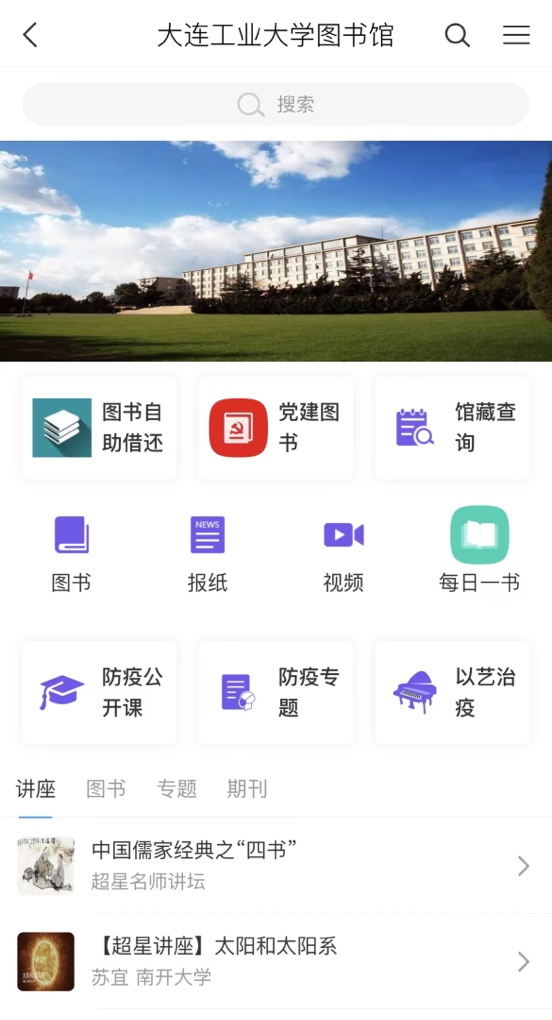 大连工业大学图书馆
搜索
图书自
助借还
党建图
书
馆藏查
询
图书
NEWS
报纸
视频
每日一书
防疫公
开课
防疫专
题
以艺治
疫
讲座 图书 专题 期刊
中国儒家经典之“四书”
超星名师讲坛
【超星讲座】太阳和太阳系
苏宜 南开大学